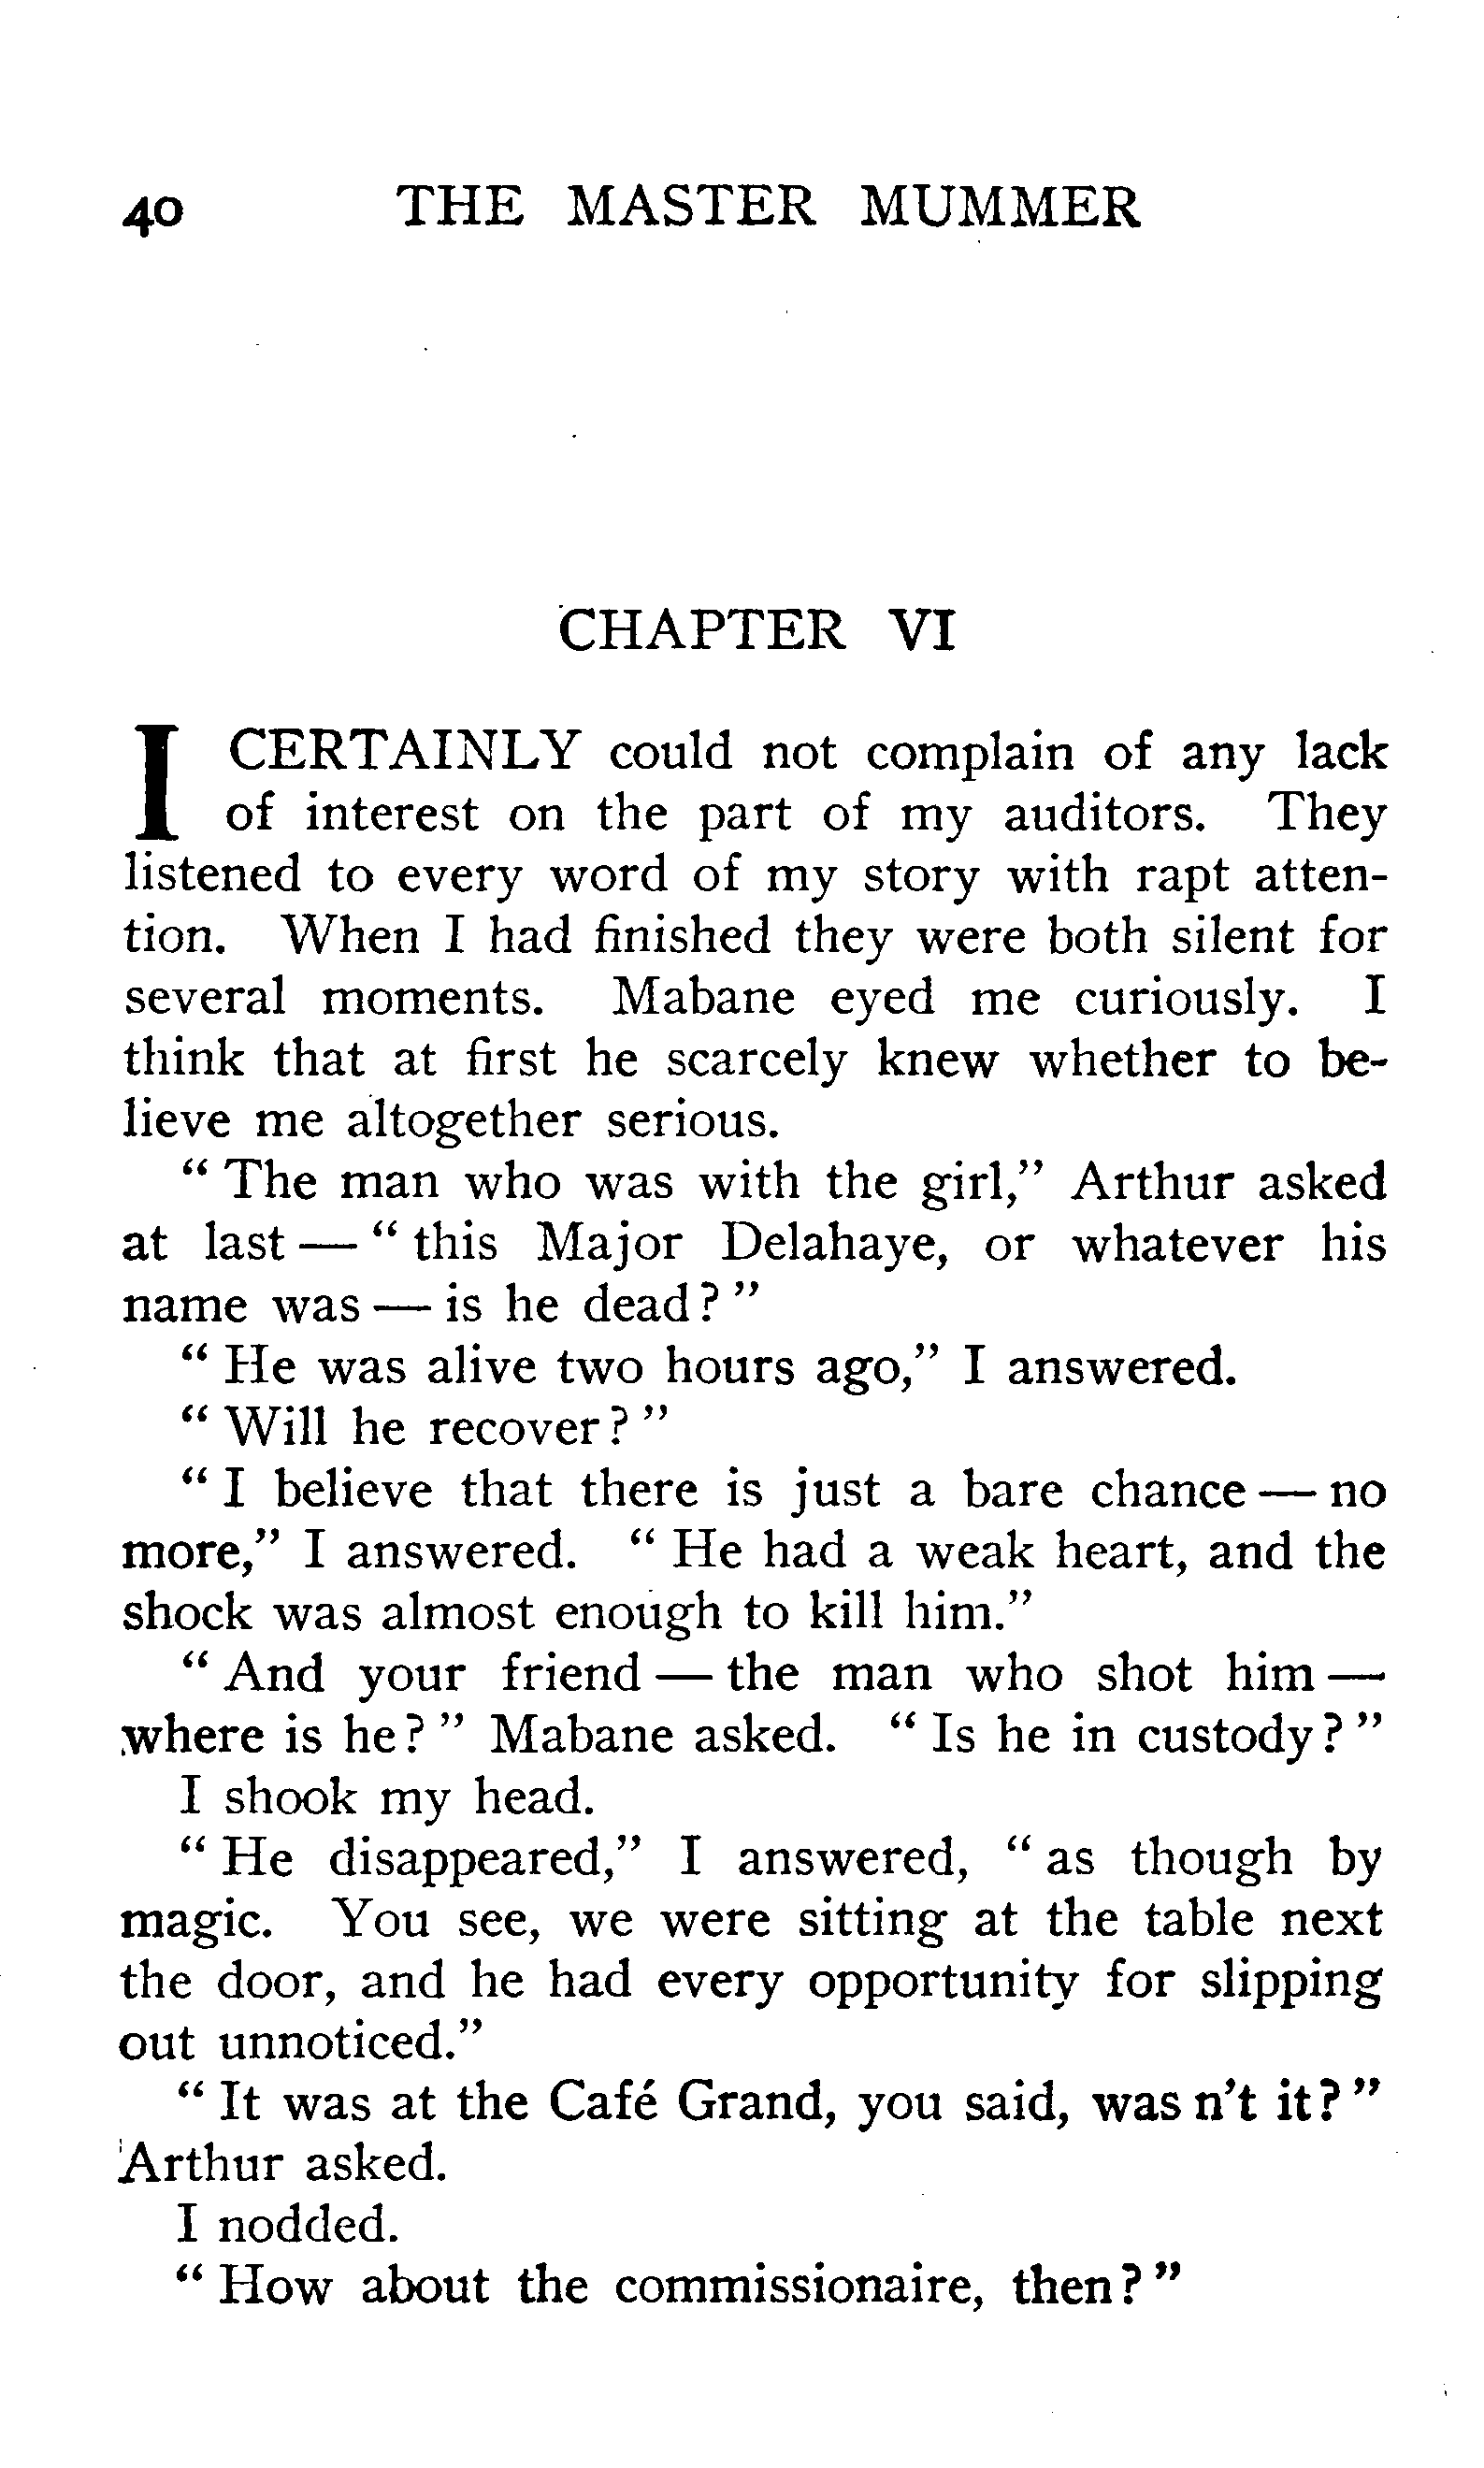 40 THE MASTER MUMMER
CHAPTER VI
I CERTAINLY could not complain of any lack
of interest on the part of my auditors. They
listened to every word of my story with rapt atten-
tion. When I had finished they were both silent for
several moments. Mabane eyed me curiously. I
think that at first he scarcely knew whether to be-
lieve me altogether serious.
“ The man who was with the girl,” Arthur asked
at last — “ this Major Delahaye, or whatever his
name was — is he dead? ”
“ He was alive two hours ago,” I answered.
“ Will he recover? ”
“ I believe that there is just a bare chance — no
more,” I answered. “ He had a weak heart, and the
shock was almost enough to kill him.”
“ And your friend — the man who shot him —
where is he? ” Mabane asked. “ Is he in custody? ”
I shook my head.
“ He disappeared,” I answered, “ as though by
magic. You see, we were sitting at the table next
the door, and he had every opportunity for slipping
out unnoticed.”
“ It was at the Café Grand, you said, was n’t it? ”
Arthur asked.
I nodded.
“ How about the commissionaire, then? ”